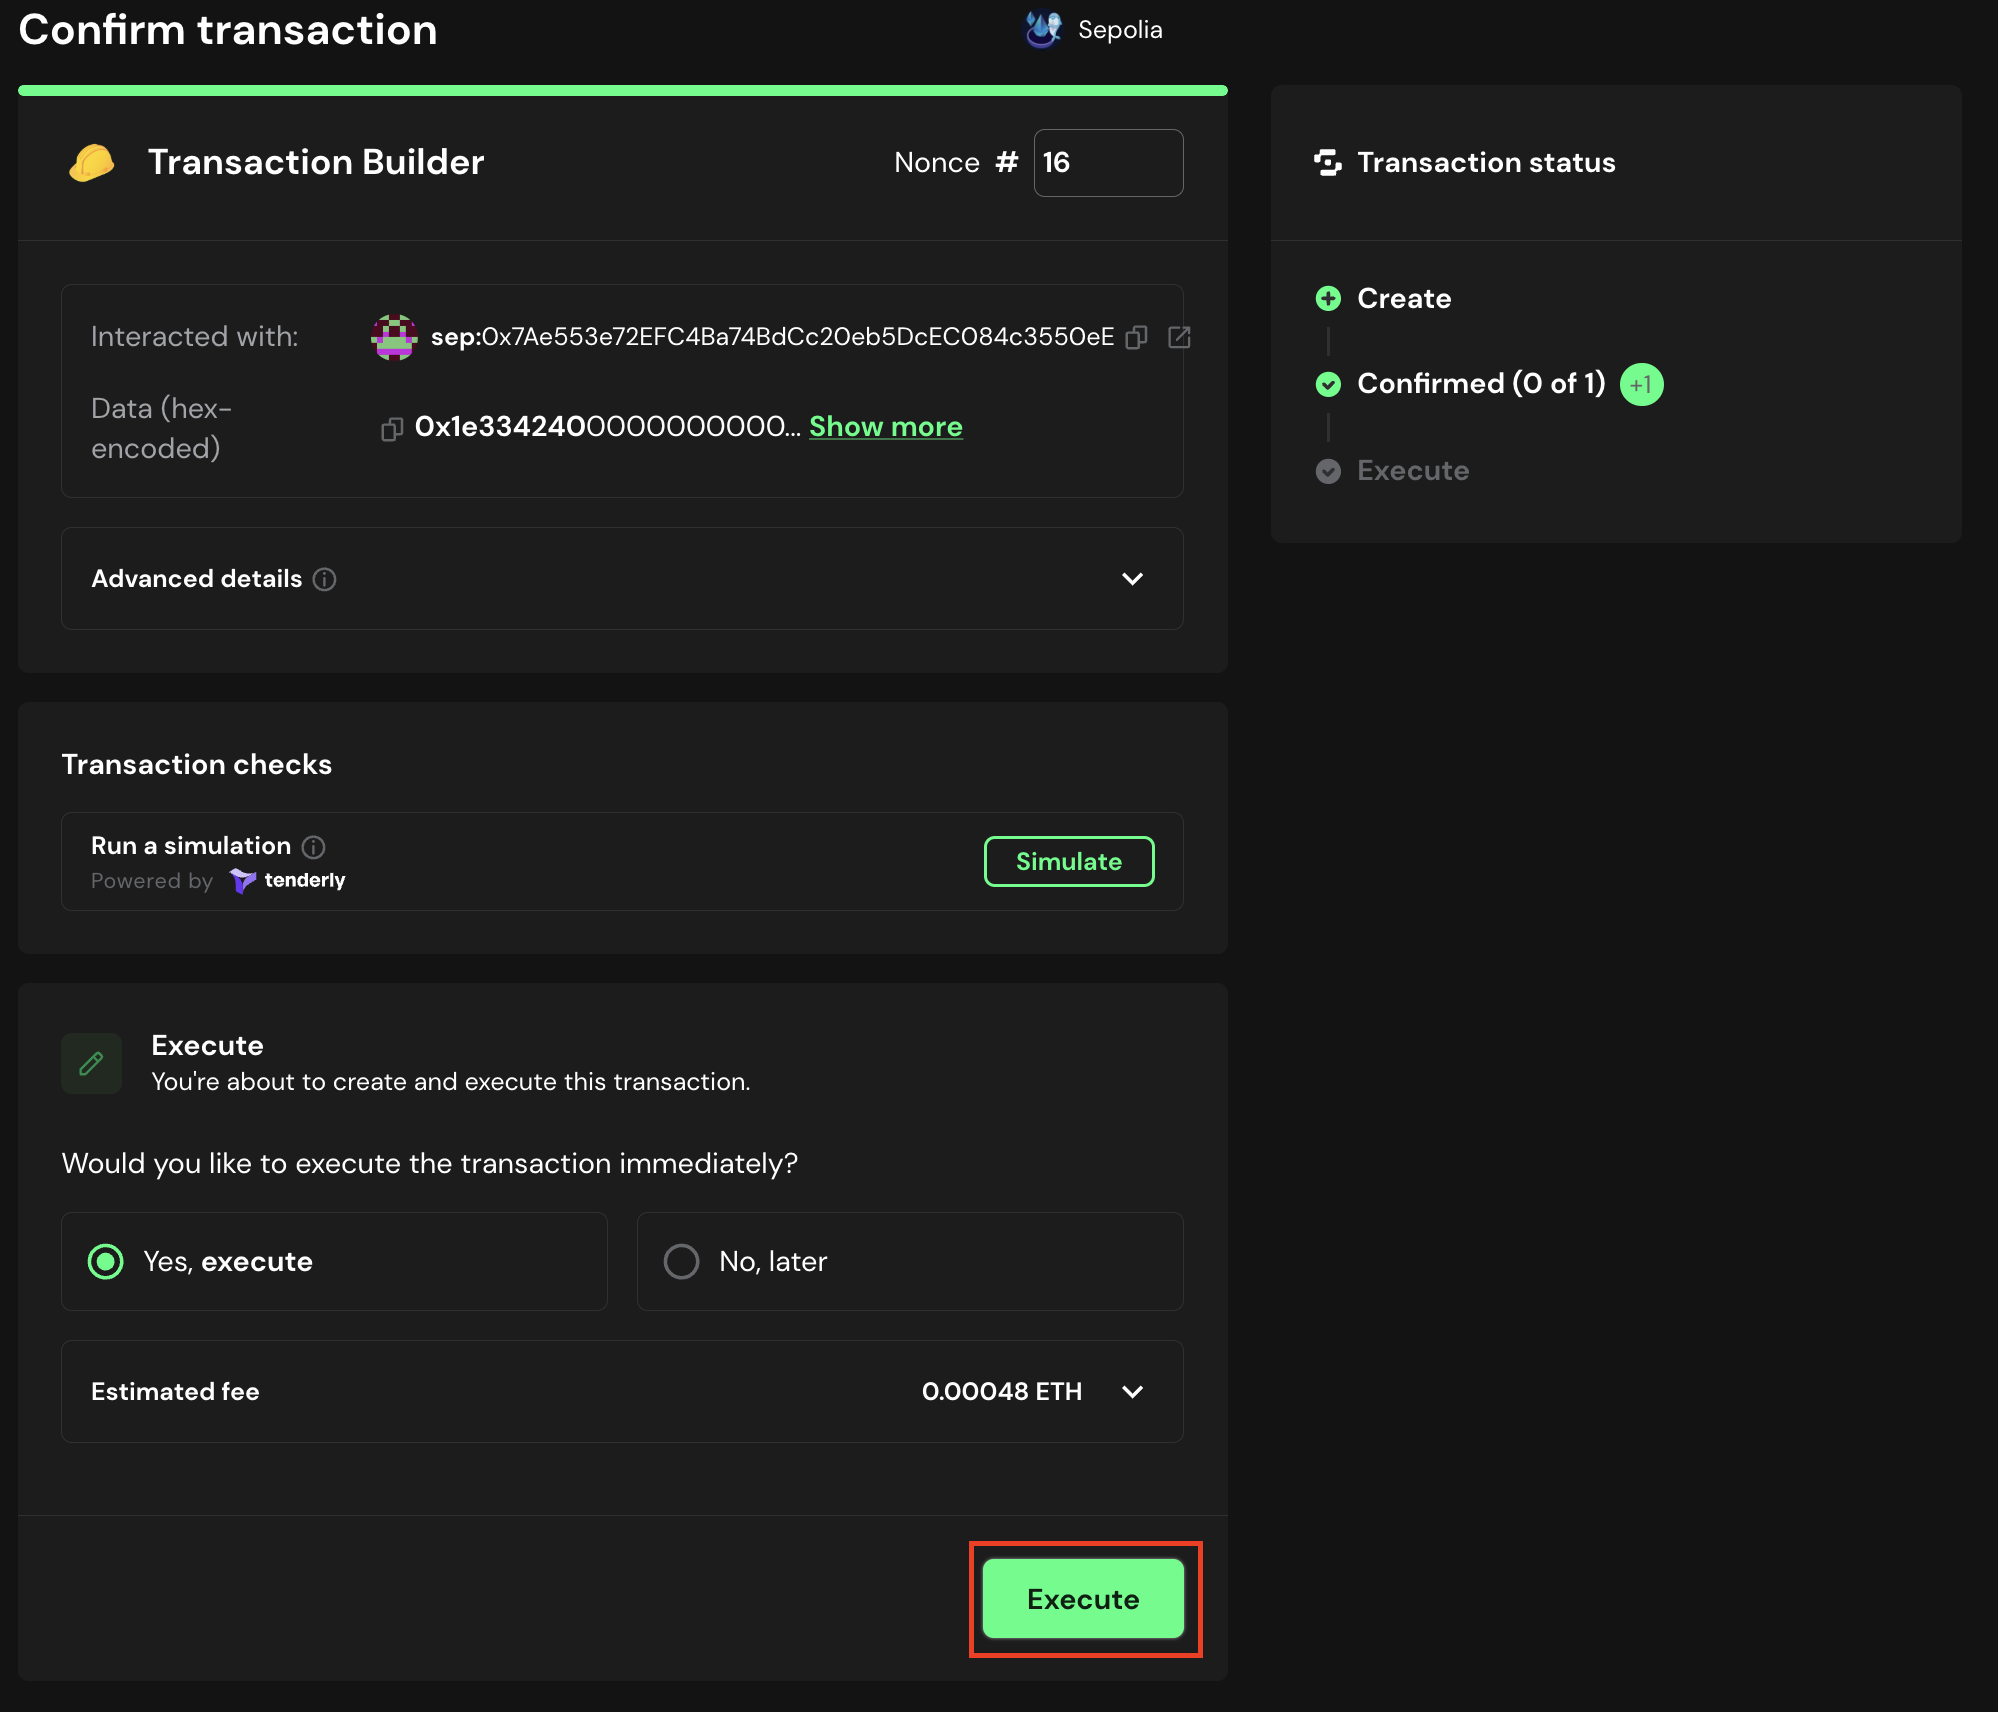 Confirm transaction
Sepolia
Transaction Builder
Nonce # 16
Interacted with:
sep:0x7Ae553e72EFC4Ba74BdCc20eb5DcEC084c3550eE
Data (hex-
encoded)
0x1e3342400000000000... Show more
Advanced details
Transaction checks
Run a simulation
Powered by tenderly
Simulate
Execute
You're about to create and execute this transaction.
Would you like to execute the transaction immediately?
Yes, execute
No, later
Estimated fee
0.00048 ETH
Execute
Transaction status
Create
Confirmed (0 of 1) +1
Execute